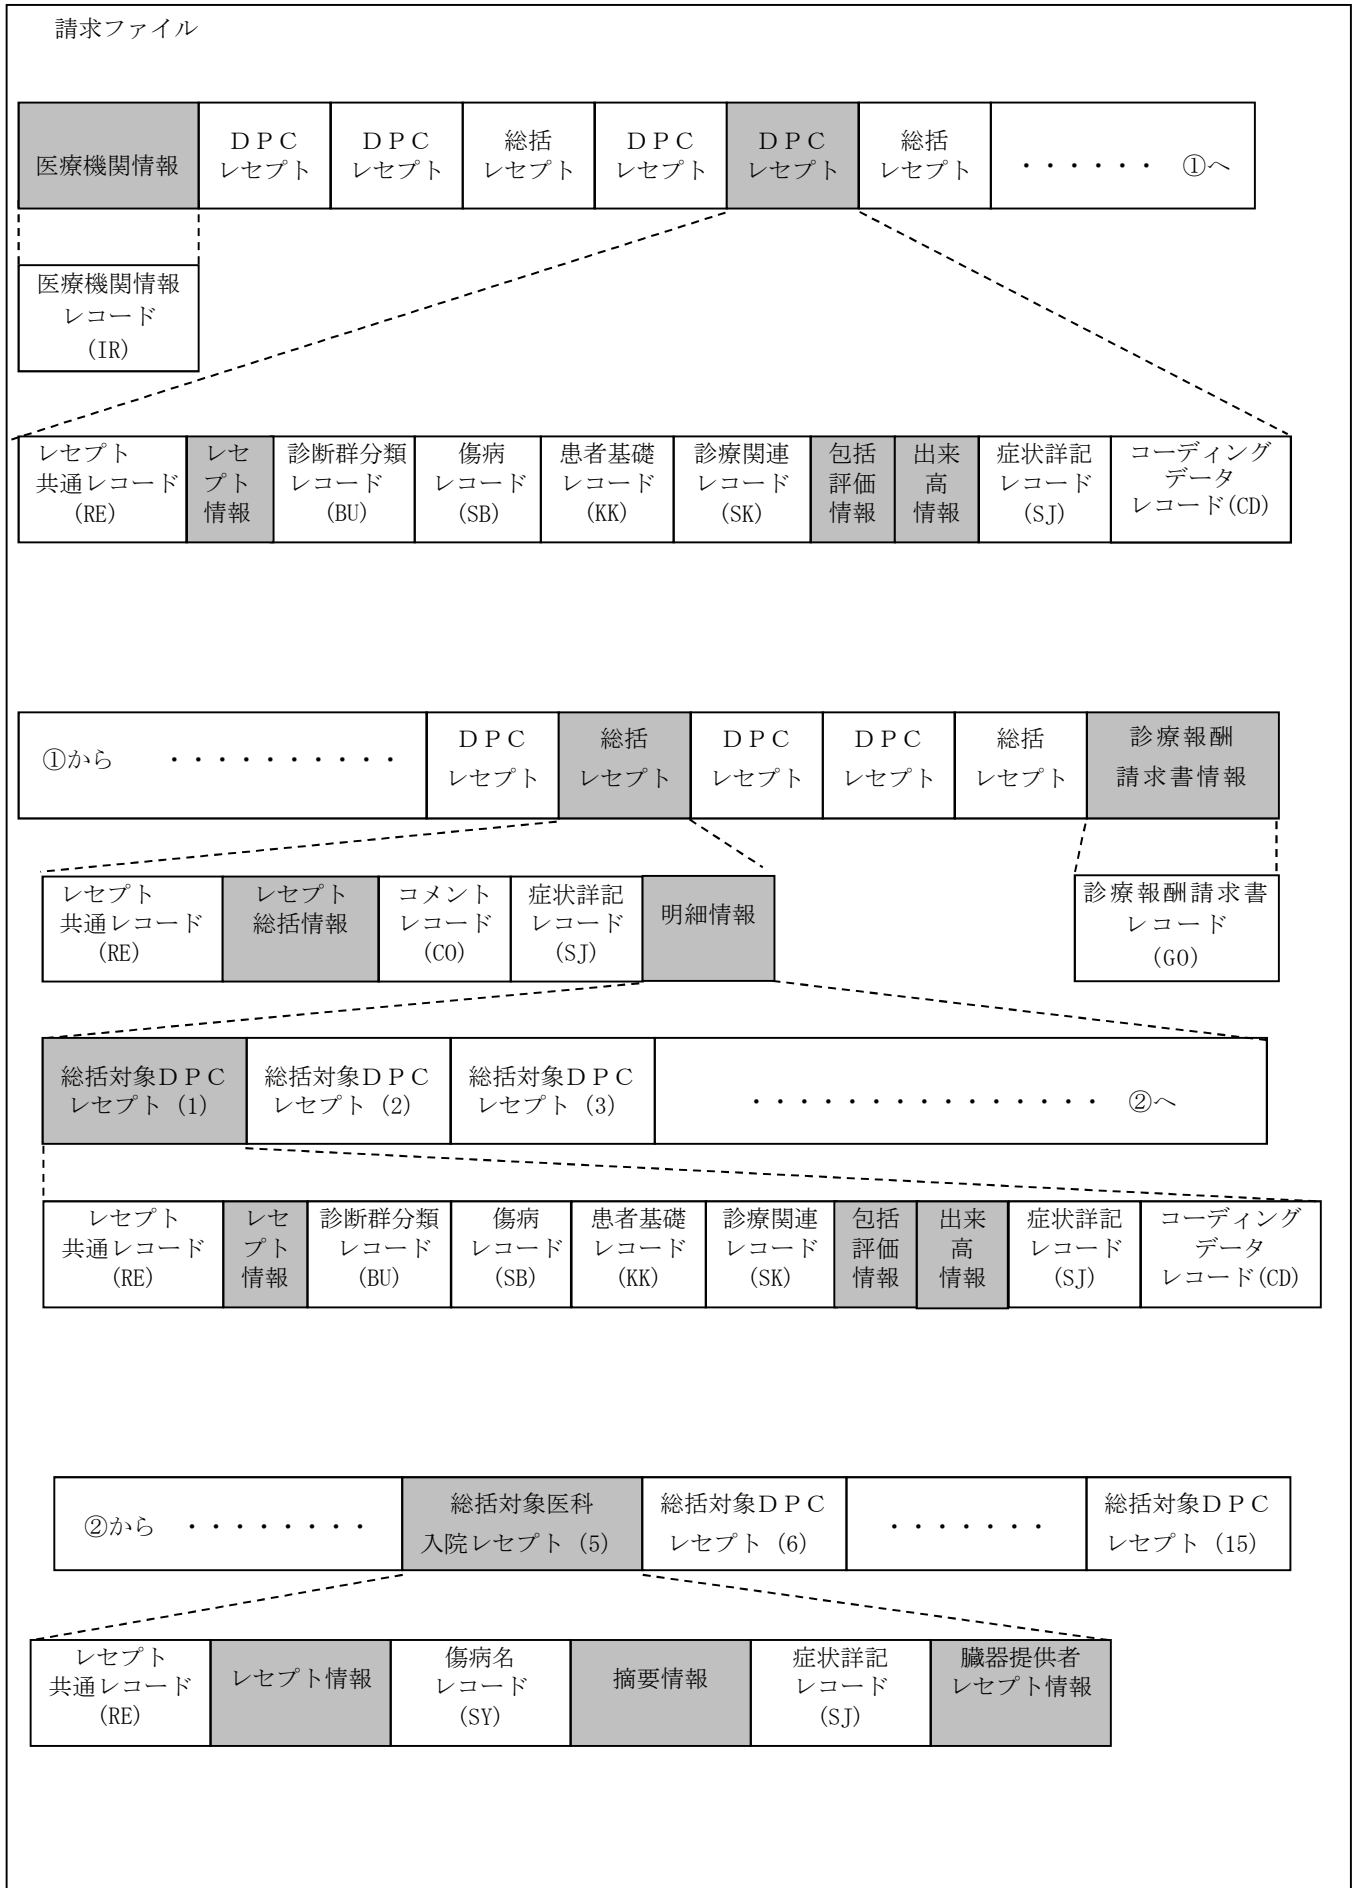 請求ファイル
医療機関情報
ＤＰＣ
レセプト
ＤＰＣ
レセプト
総括
レセプト
ＤＰＣ
レセプト
ＤＰＣ
レセプト
総括
レセプト
・・・・・・ ①へ
医療機関情報
レコード
(IR)
レセプト
共通レコード
(RE)
レセ
プト
情報
診断群分類
レコード
(BU)
傷病
レコード
(SB)
患者基礎
レコード
(KK)
診療関連
レコード
(SK)
包括
評価
情報
出来
高
情報
症状詳記
レコード
(SJ)
コーディング
データ
レコード(CD)
①から ・・・・・・・・・・
ＤＰＣ
レセプト
総括
レセプト
ＤＰＣ
レセプト
ＤＰＣ
レセプト
総括
レセプト
診療報酬
請求書情報
レセプト
共通レコード
(RE)
レセプト
総括情報
コメント
レコード
(CO)
症状詳記
レコード
(SJ)
明細情報
診療報酬請求書
レコード
(GO)
総括対象ＤＰＣ
レセプト (1)
総括対象ＤＰＣ
レセプト (2)
総括対象ＤＰＣ
レセプト (3)
・・・・・・・・・・・・・・・ ②へ
レセプト
共通レコード
(RE)
レセ
プト
情報
診断群分類
レコード
(BU)
傷病
レコード
(SB)
患者基礎
レコード
(KK)
診療関連
レコード
(SK)
包括
評価
情報
出来
高
情報
症状詳記
レコード
(SJ)
コーディング
データ
レコード(CD)
②から ・・・・・・・・
総括対象医科
入院レセプト (5)
総括対象ＤＰＣ
レセプト (6)
・・・・・・・
総括対象ＤＰＣ
レセプト (15)
レセプト
共通レコード
(RE)
レセプト情報
傷病名
レコード
(SY)
摘要情報
症状詳記
レコード
(SJ)
臓器提供者
レセプト情報